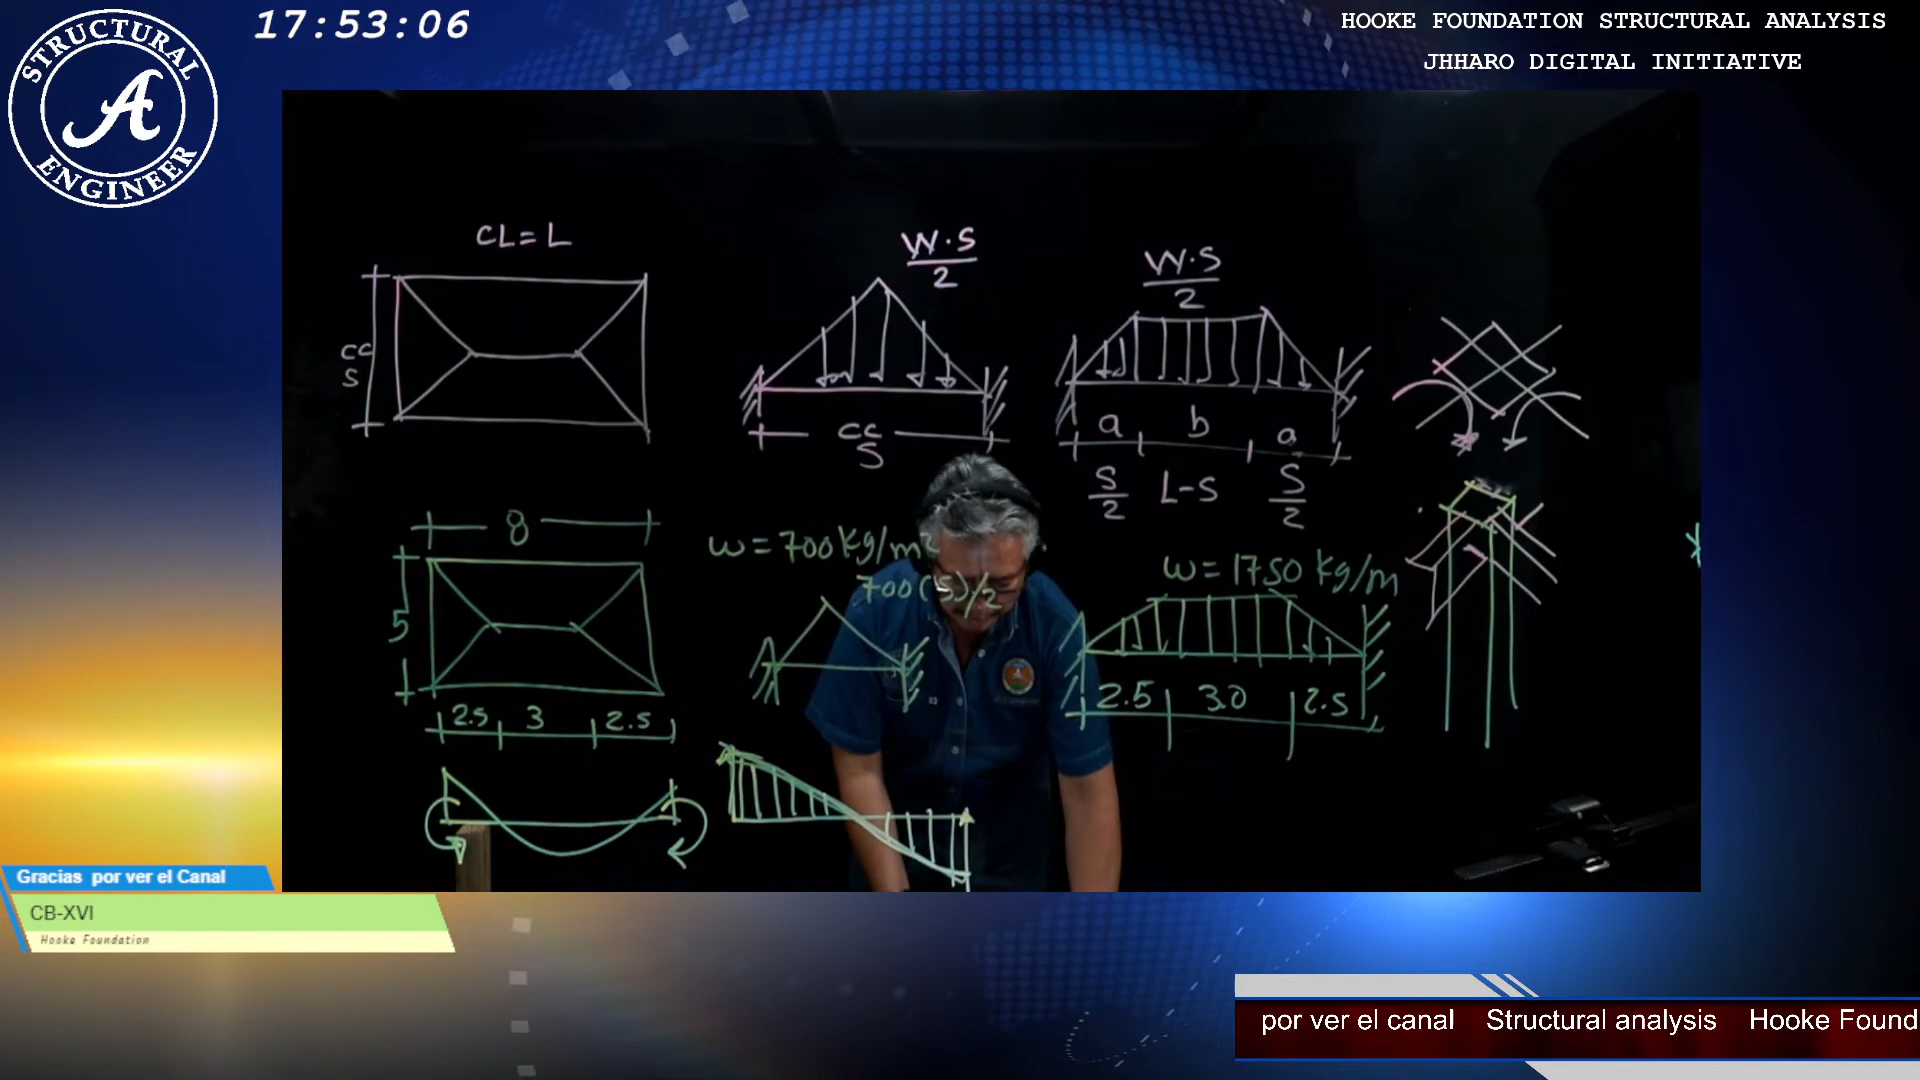 STRUCTURAL
A
ENGINEER
17:53:06
HOOKE FOUNDATION STRUCTURAL ANALYSIS
JHHARO DIGITAL INITIATIVE
CL=L
CC
S
W·S
2
CC
S
W·S
2
a b a
S
2
L-S
S
2
8
5
2.5 3 2.5
w=700Kg/m²
700(5)/2
w=1750 Kg/m
2.5 3.0 2.5
Gracias por ver el Canal
CB-XVI
Hooke Foundation
por ver el canal Structural analysis Hooke Found